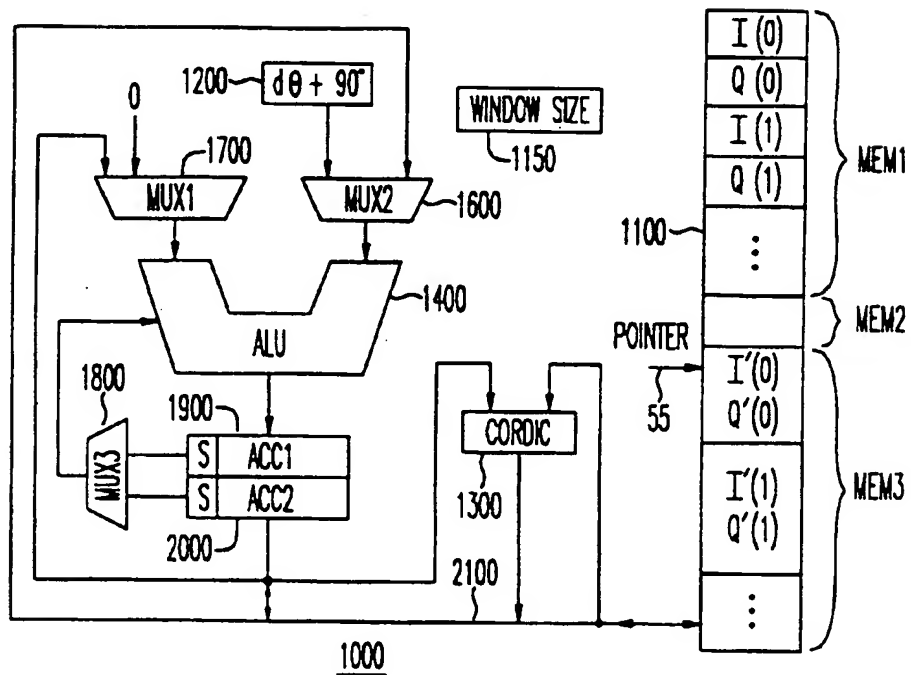 1200
dθ + 90°
0
WINDOW SIZE
1150
1700
MUX1
MUX2
1600
ALU
1400
1800
MUX3
1900
S
ACC1
S
ACC2
2000
CORDIC
1300
2100
1000
POINTER
55
1100
I (0)
Q (0)
I (1)
Q (1)
⋮
MEM1
MEM2
I'(0)
Q'(0)
I'(1)
Q'(1)
⋮
MEM3